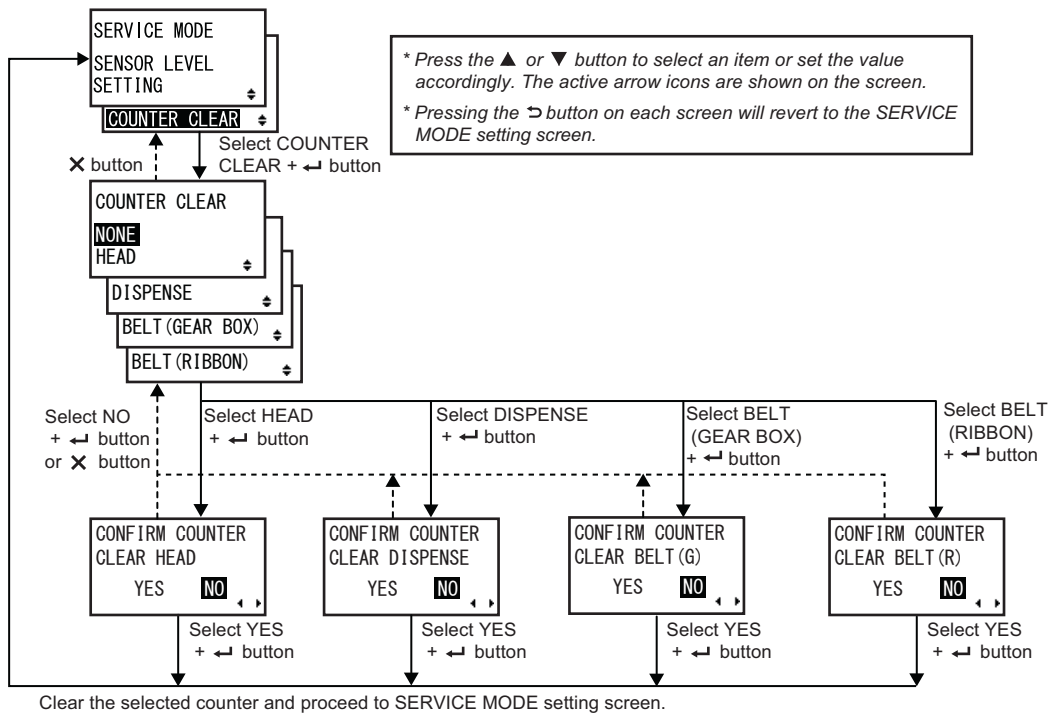 SERVICE MODE
SENSOR LEVEL
SETTING
COUNTER CLEAR
* Press the ▲ or ▼ button to select an item or set the value
accordingly. The active arrow icons are shown on the screen.
* Pressing the ⮌ button on each screen will revert to the SERVICE
MODE setting screen.
✕ button
Select COUNTER
CLEAR + ↵ button
COUNTER CLEAR
NONE
HEAD
DISPENSE
BELT(GEAR BOX)
BELT(RIBBON)
Select NO
+ ↵ button
or ✕ button
Select HEAD
+ ↵ button
Select DISPENSE
+ ↵ button
Select BELT
(GEAR BOX)
+ ↵ button
Select BELT
(RIBBON)
+ ↵ button
CONFIRM COUNTER
CLEAR HEAD
YES NO
CONFIRM COUNTER
CLEAR DISPENSE
YES NO
CONFIRM COUNTER
CLEAR BELT(G)
YES NO
CONFIRM COUNTER
CLEAR BELT(R)
YES NO
Select YES
+ ↵ button
Select YES
+ ↵ button
Select YES
+ ↵ button
Select YES
+ ↵ button
Clear the selected counter and proceed to SERVICE MODE setting screen.